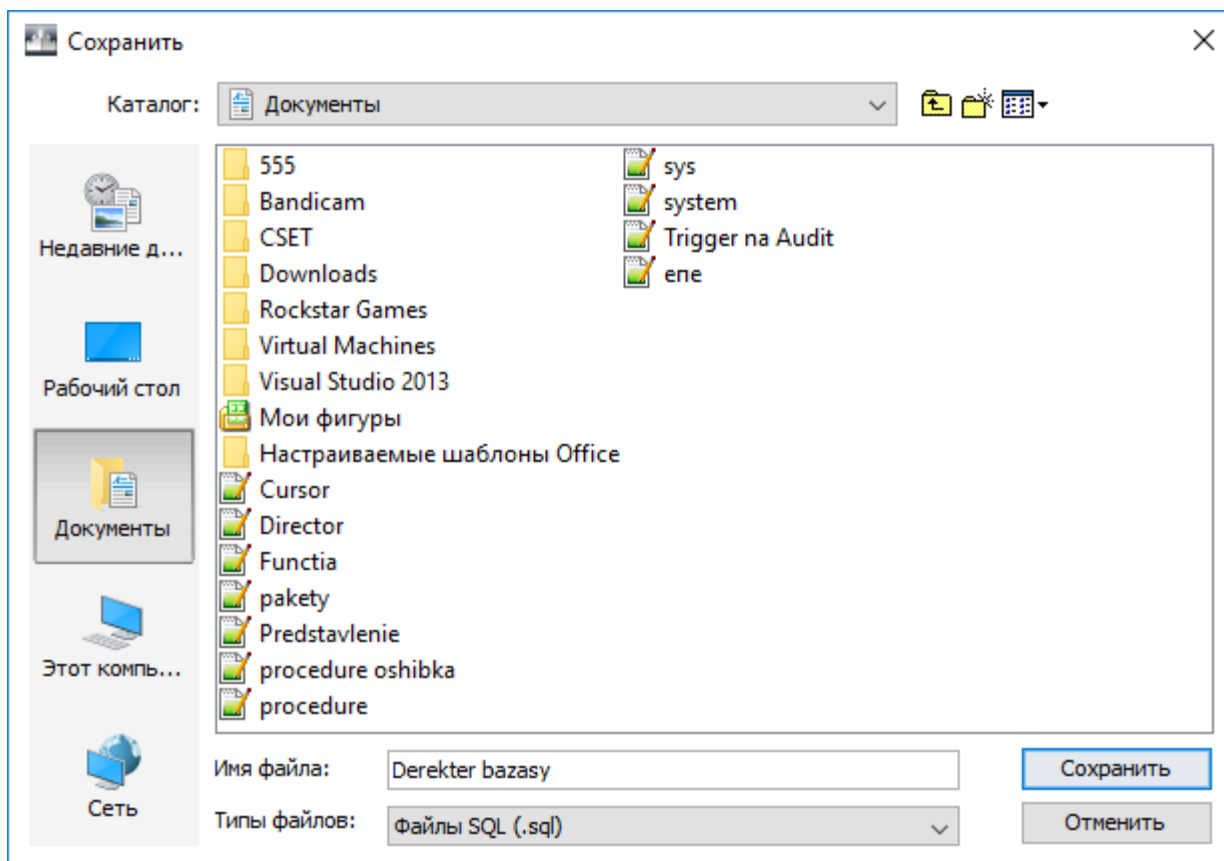 Сохранить
Каталог: Документы
Недавние д...
Рабочий стол
Документы
Этот компь...
Сеть
555
Bandicam
CSET
Downloads
Rockstar Games
Virtual Machines
Visual Studio 2013
Мои фигуры
Настраиваемые шаблоны Office
Cursor
Director
Functia
pakety
Predstavlenie
procedure oshibka
procedure
sys
system
Trigger na Audit
епе
Имя файла: Derekter bazasy Сохранить
Типы файлов: Файлы SQL (.sql) Отменить